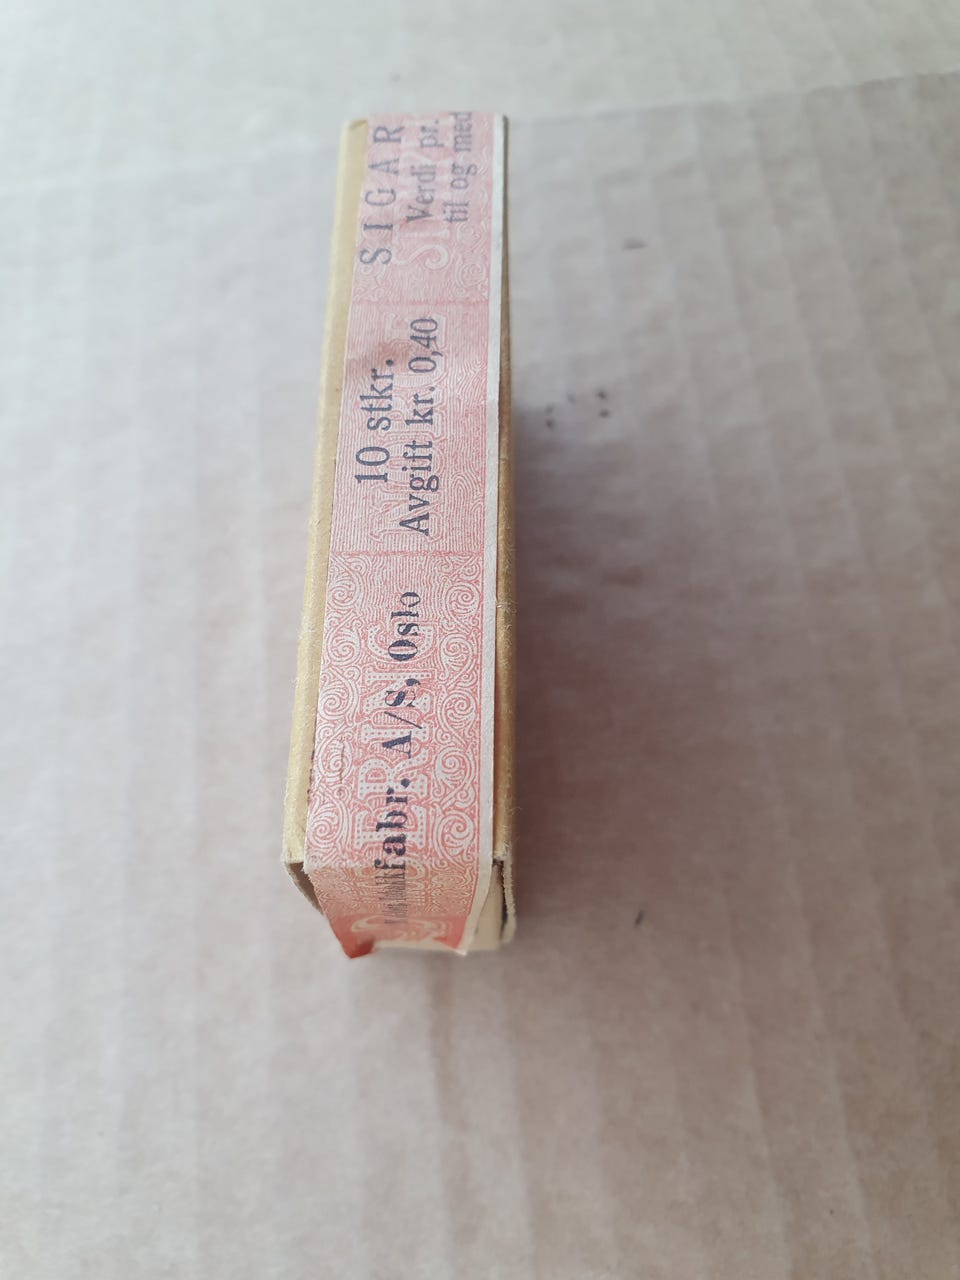 fabr. A/S, Oslo
10 stkr.
Avgift kr. 0,40
SIGAR
Verdi pr.
til og med